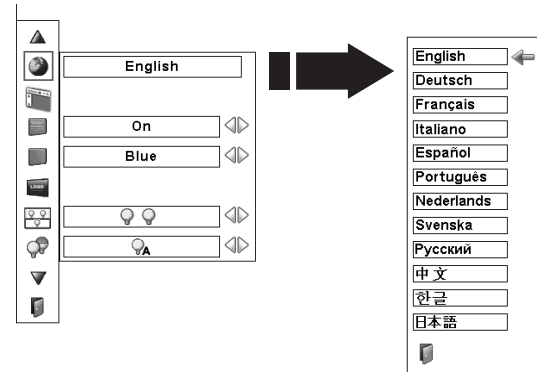 English
On
Blue
LOGO
A
English
Deutsch
Français
Italiano
Español
Português
Nederlands
Svenska
Русский
中文
한글
日本語